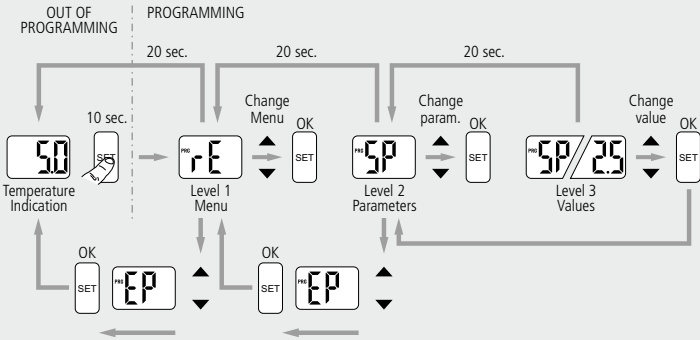 OUT OF
PROGRAMMING
PROGRAMMING
20 sec.
20 sec.
20 sec.
10 sec.
Change
Menu
OK
Change
param.
OK
Change
value
OK
5.0
SET
PRG
rE
SET
PRG
SP
SET
PRG
SP/2.5
SET
Temperature
Indication
Level 1
Menu
Level 2
Parameters
Level 3
Values
OK
SET
PRG
EP
OK
SET
PRG
EP